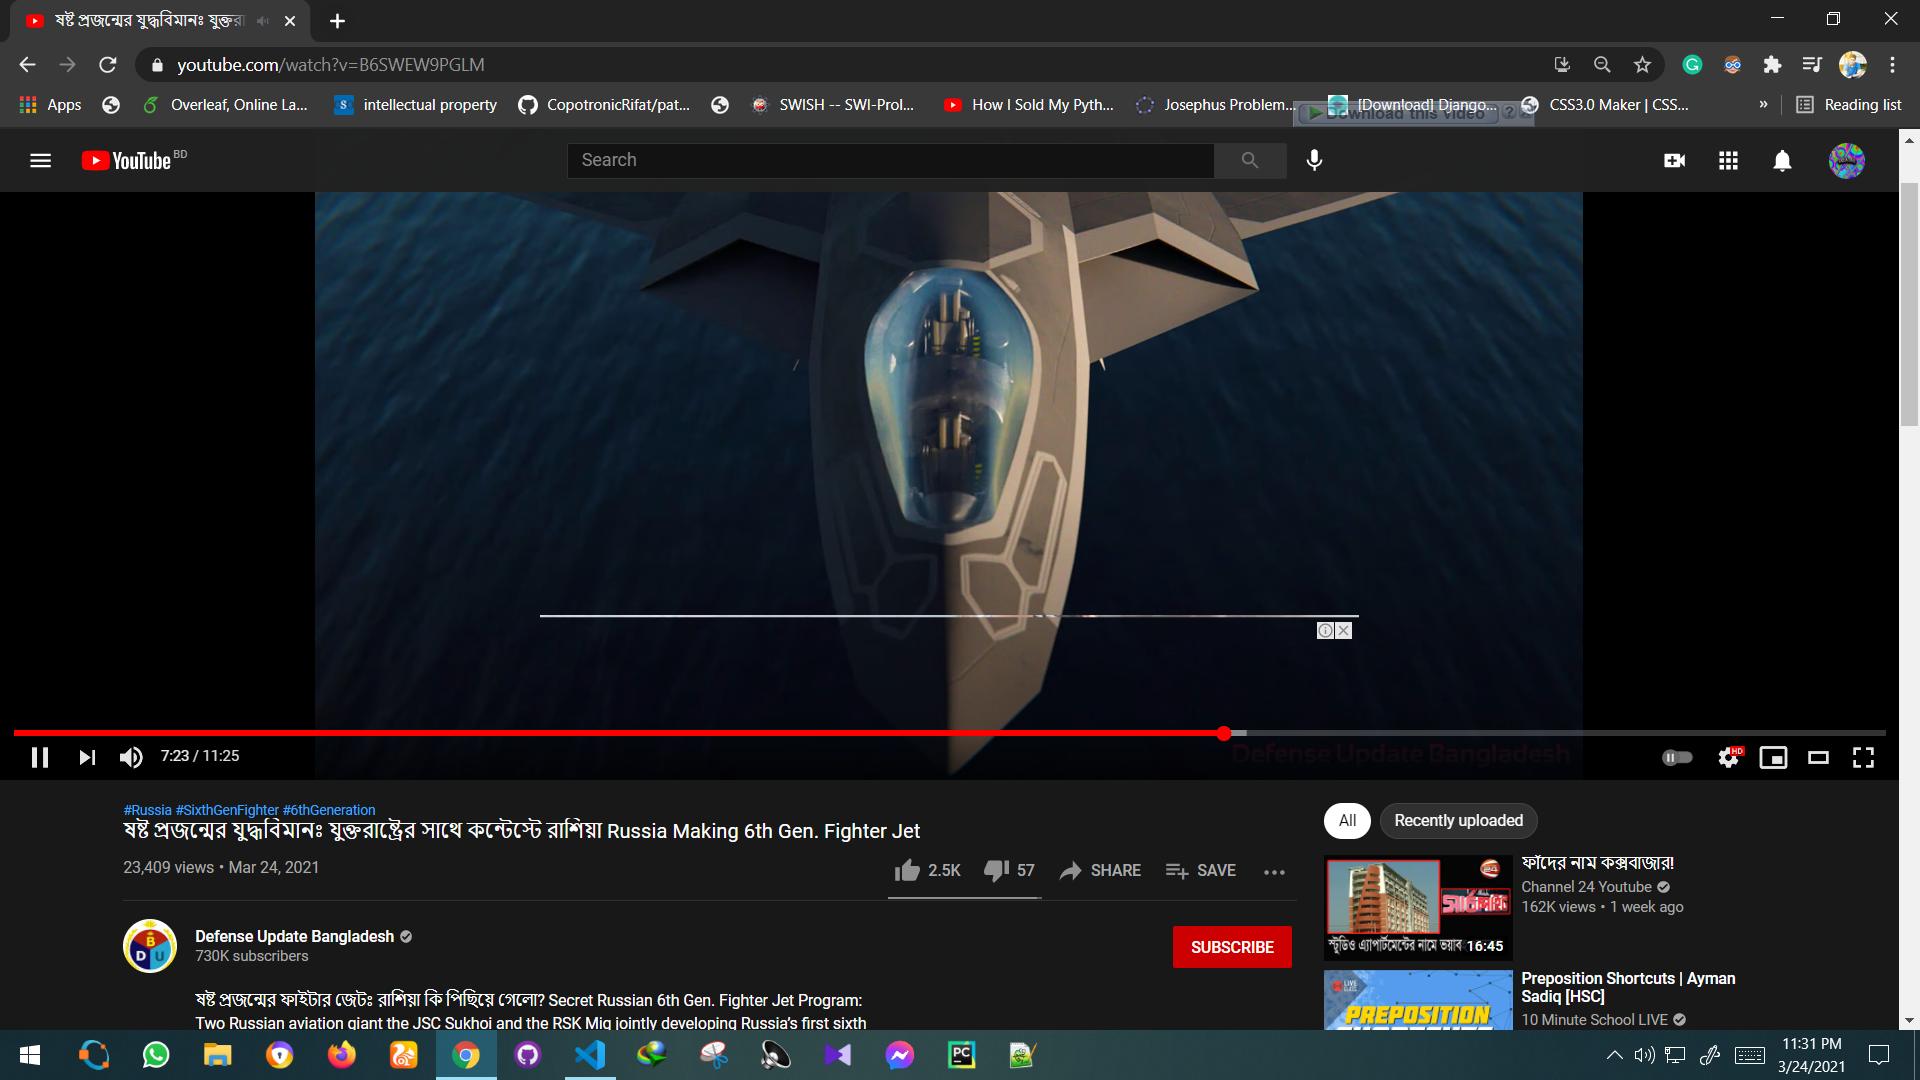 ষষ্ট প্রজন্মের যুদ্ধবিমানঃ যুক্তরা
youtube.com/watch?v=B6SWEW9PGLM
Apps
Overleaf, Online La...
intellectual property
CopotronicRifat/pat...
SWISH -- SWI-Prol...
How I Sold My Pyth...
Josephus Problem...
[Download] Django...
CSS3.0 Maker | CSS...
»
Reading list
Download this video
YouTube BD
Search
Defense Update Bangladesh
7:23 / 11:25
HD
#Russia #SixthGenFighter #6thGeneration
ষষ্ট প্রজন্মের যুদ্ধবিমানঃ যুক্তরাষ্ট্রের সাথে কন্টেস্টে রাশিয়া Russia Making 6th Gen. Fighter Jet
23,409 views • Mar 24, 2021
2.5K
57
SHARE
SAVE
BDU
Defense Update Bangladesh
730K subscribers
SUBSCRIBE
ষষ্ট প্রজন্মের ফাইটার জেটঃ রাশিয়া কি পিছিয়ে গেলো? Secret Russian 6th Gen. Fighter Jet Program:
Two Russian aviation giant the JSC Sukhoi and the RSK Mig jointly developing Russia's first sixth
All
Recently uploaded
24
সার্চলাইট
স্টুডিও এ্যাপার্টমেন্টের নামে ভয়াব
16:45
ফাঁদের নাম কক্সবাজার!
Channel 24 Youtube
162K views • 1 week ago
LIVE
PREPOSITION
Preposition Shortcuts | Ayman
Sadiq [HSC]
10 Minute School LIVE
PC
11:31 PM
3/24/2021